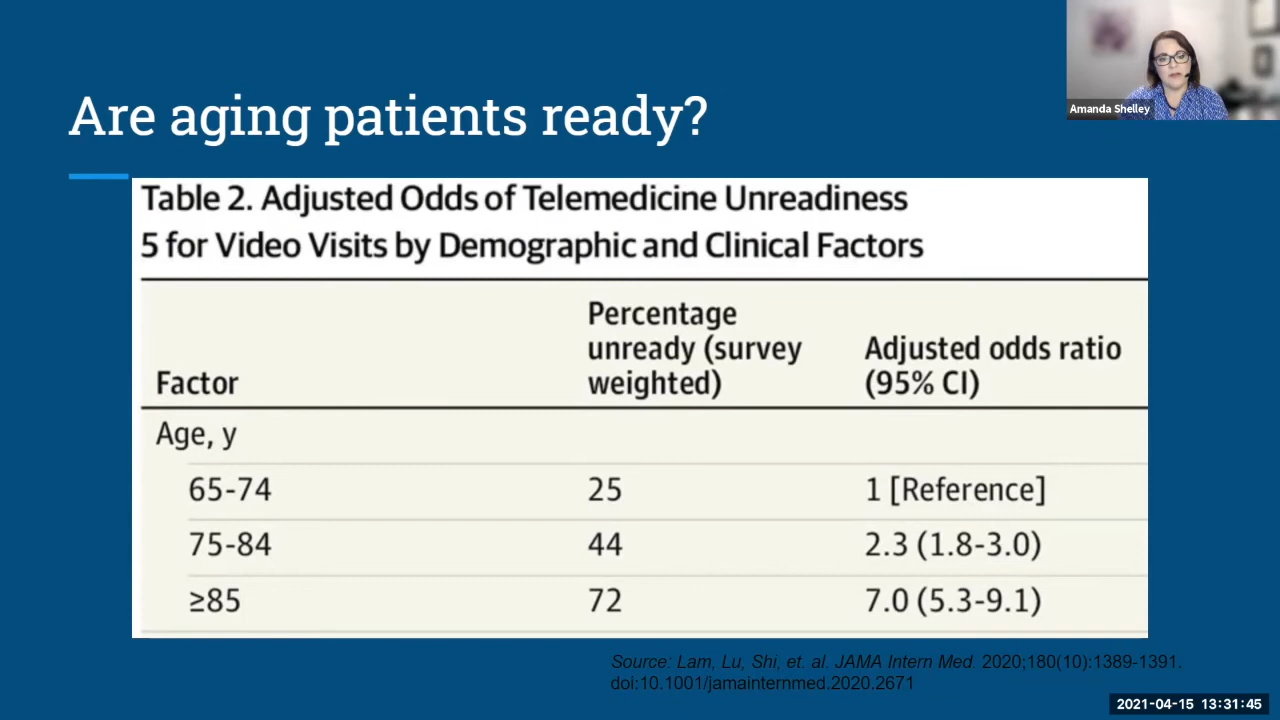 Are aging patients ready?
Amanda Shelley
Table 2. Adjusted Odds of Telemedicine Unreadiness
5 for Video Visits by Demographic and Clinical Factors
Factor Percentage unready (survey weighted) Adjusted odds ratio (95% CI)
Age, y
65-74 25 1 [Reference]
75-84 44 2.3 (1.8-3.0)
≥85 72 7.0 (5.3-9.1)
Source: Lam, Lu, Shi, et. al. JAMA Intern Med. 2020;180(10):1389-1391.
doi:10.1001/jamainternmed.2020.2671
2021-04-15 13:31:45